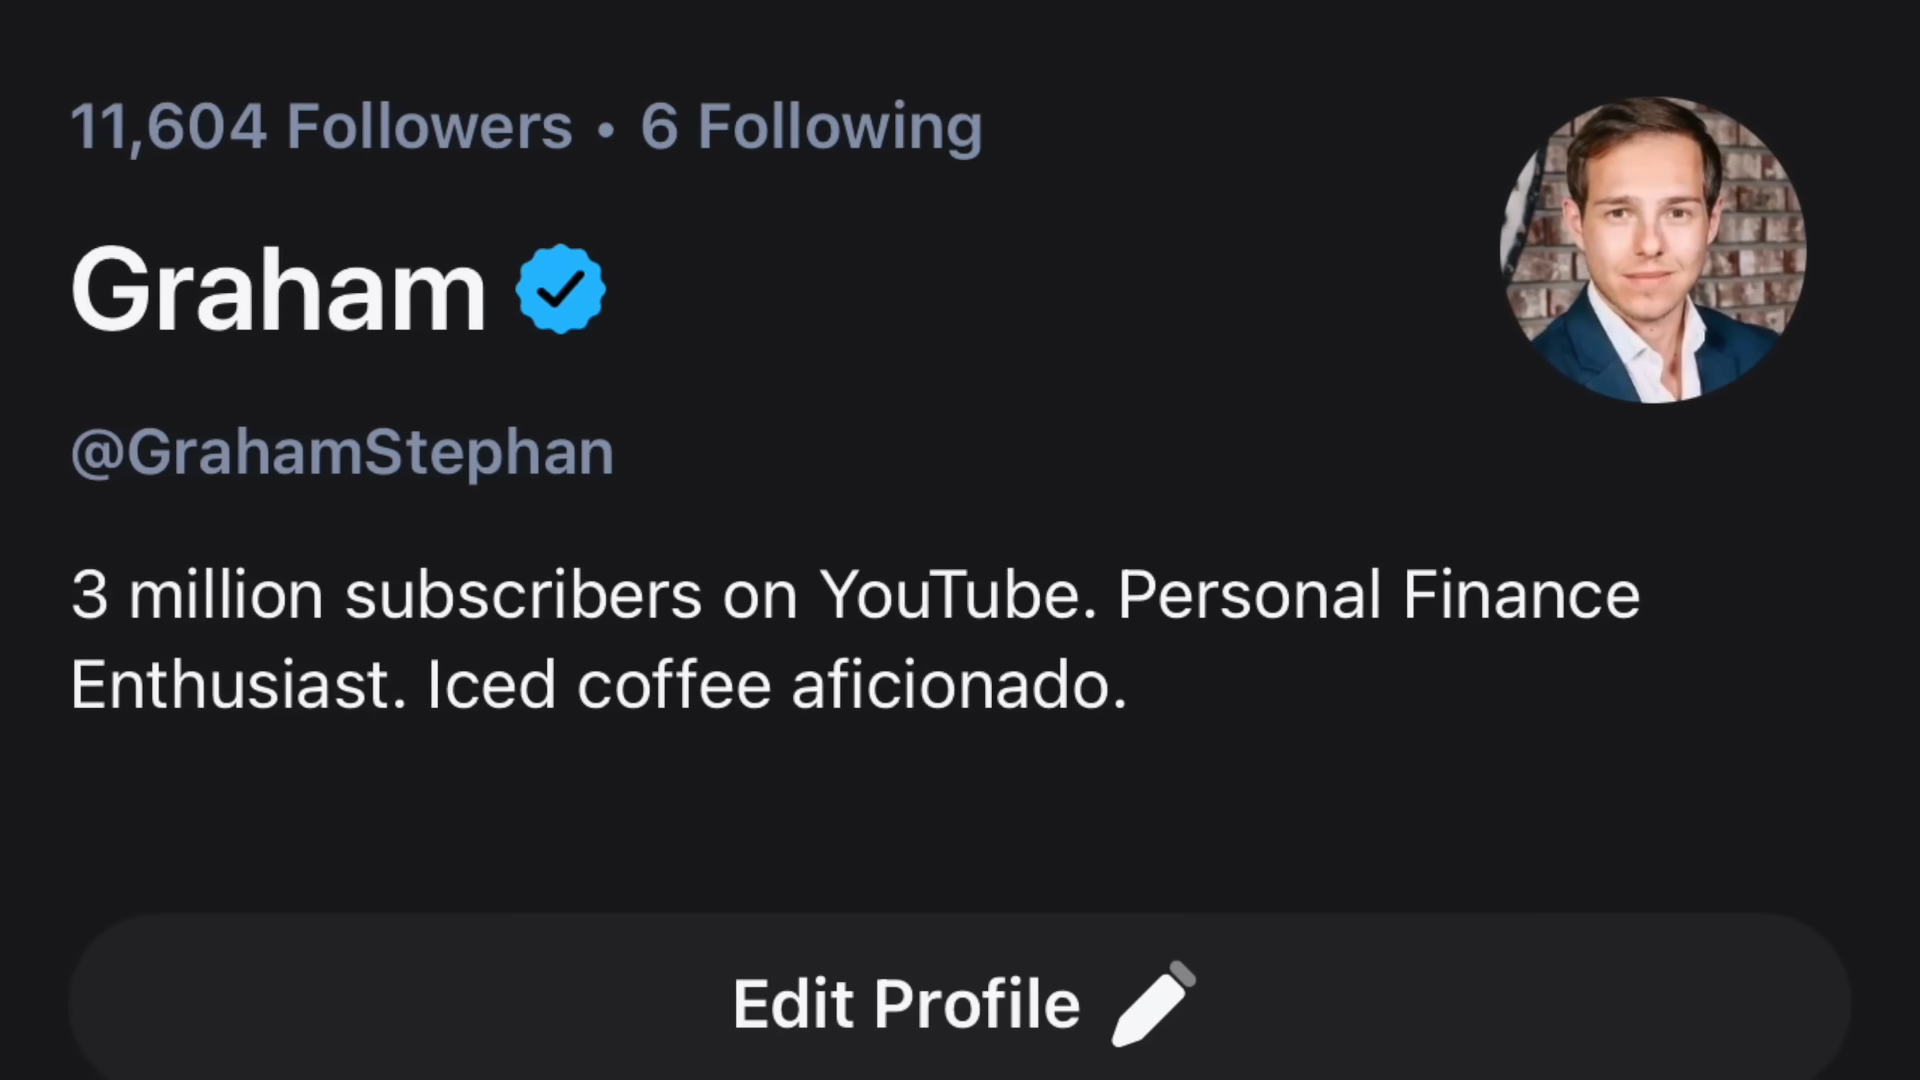 11,604 Followers • 6 Following
Graham
@GrahamStephan
3 million subscribers on YouTube. Personal Finance
Enthusiast. Iced coffee aficionado.
Edit Profile